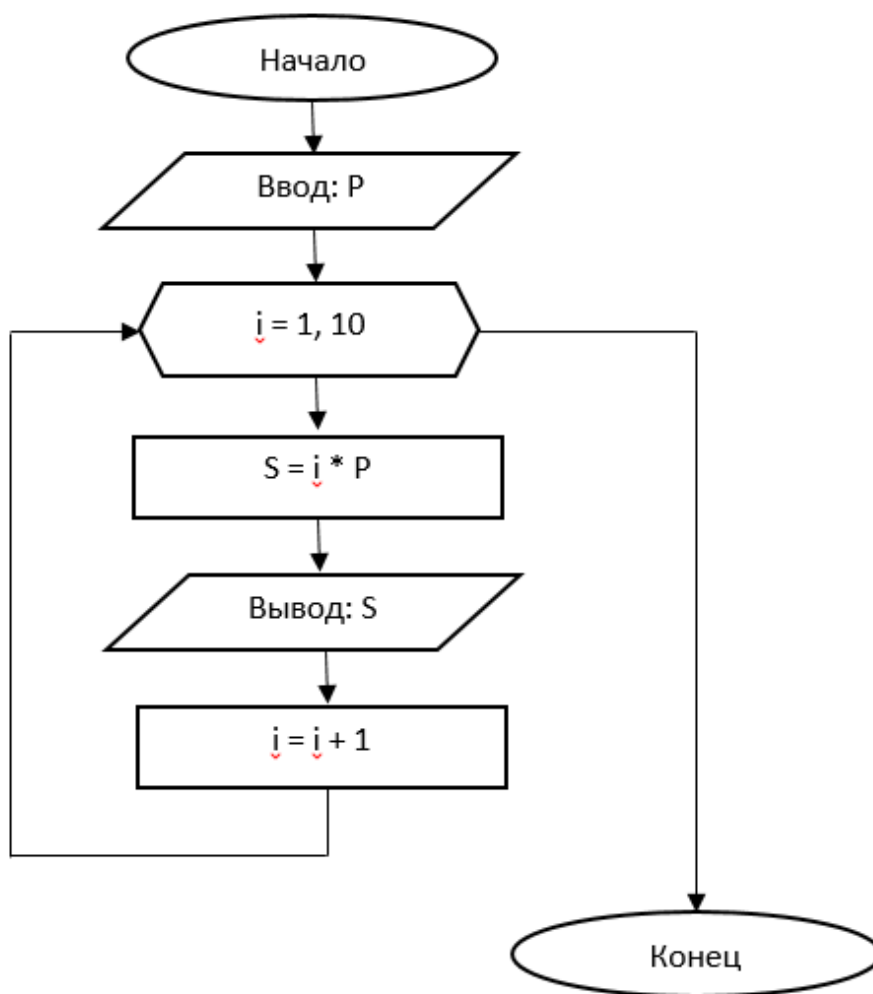 Начало
Ввод: P
i = 1, 10
S = i * P
Вывод: S
i = i + 1
Конец